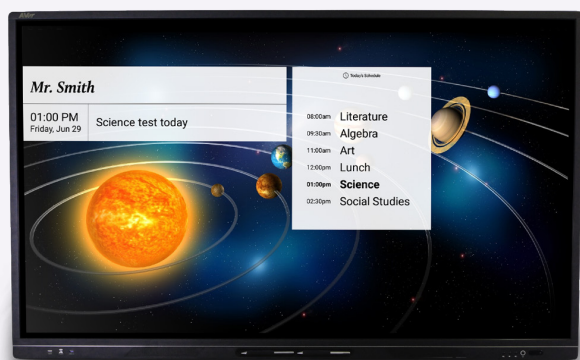 Mr. Smith
01:00 PM
Friday, Jun 29
Science test today
Today's Schedule
08:00am Literature
09:30am Algebra
11:00am Art
12:00pm Lunch
01:00pm Science
02:30pm Social Studies